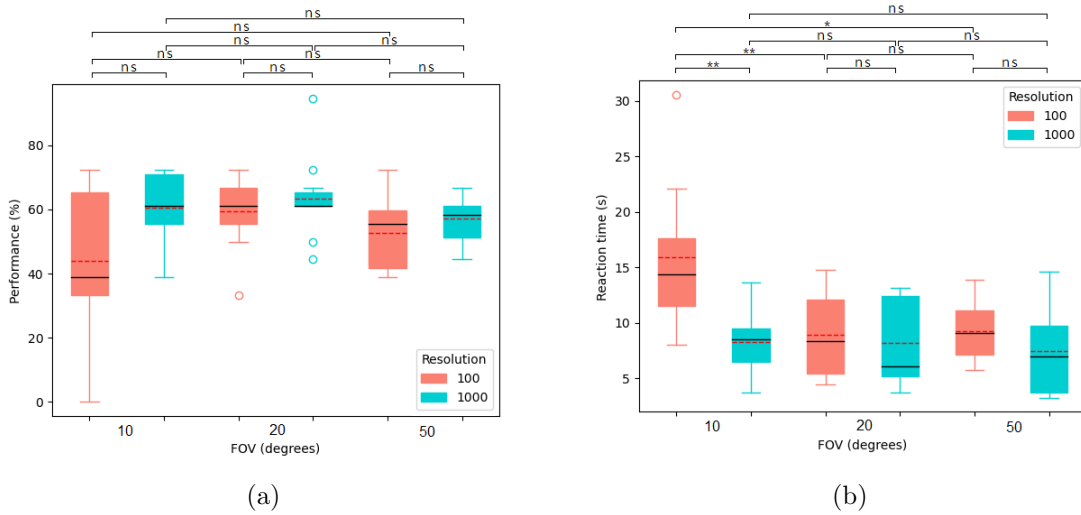 ns
ns
ns ns
ns ns
ns ns ns
Performance (%)
80
60
40
20
0
Resolution
100
1000
10 20 50
FOV (degrees)
(a)
ns
*
ns ns
** ns
** ns ns
Reaction time (s)
30
25
20
15
10
5
Resolution
100
1000
10 20 50
FOV (degrees)
(b)